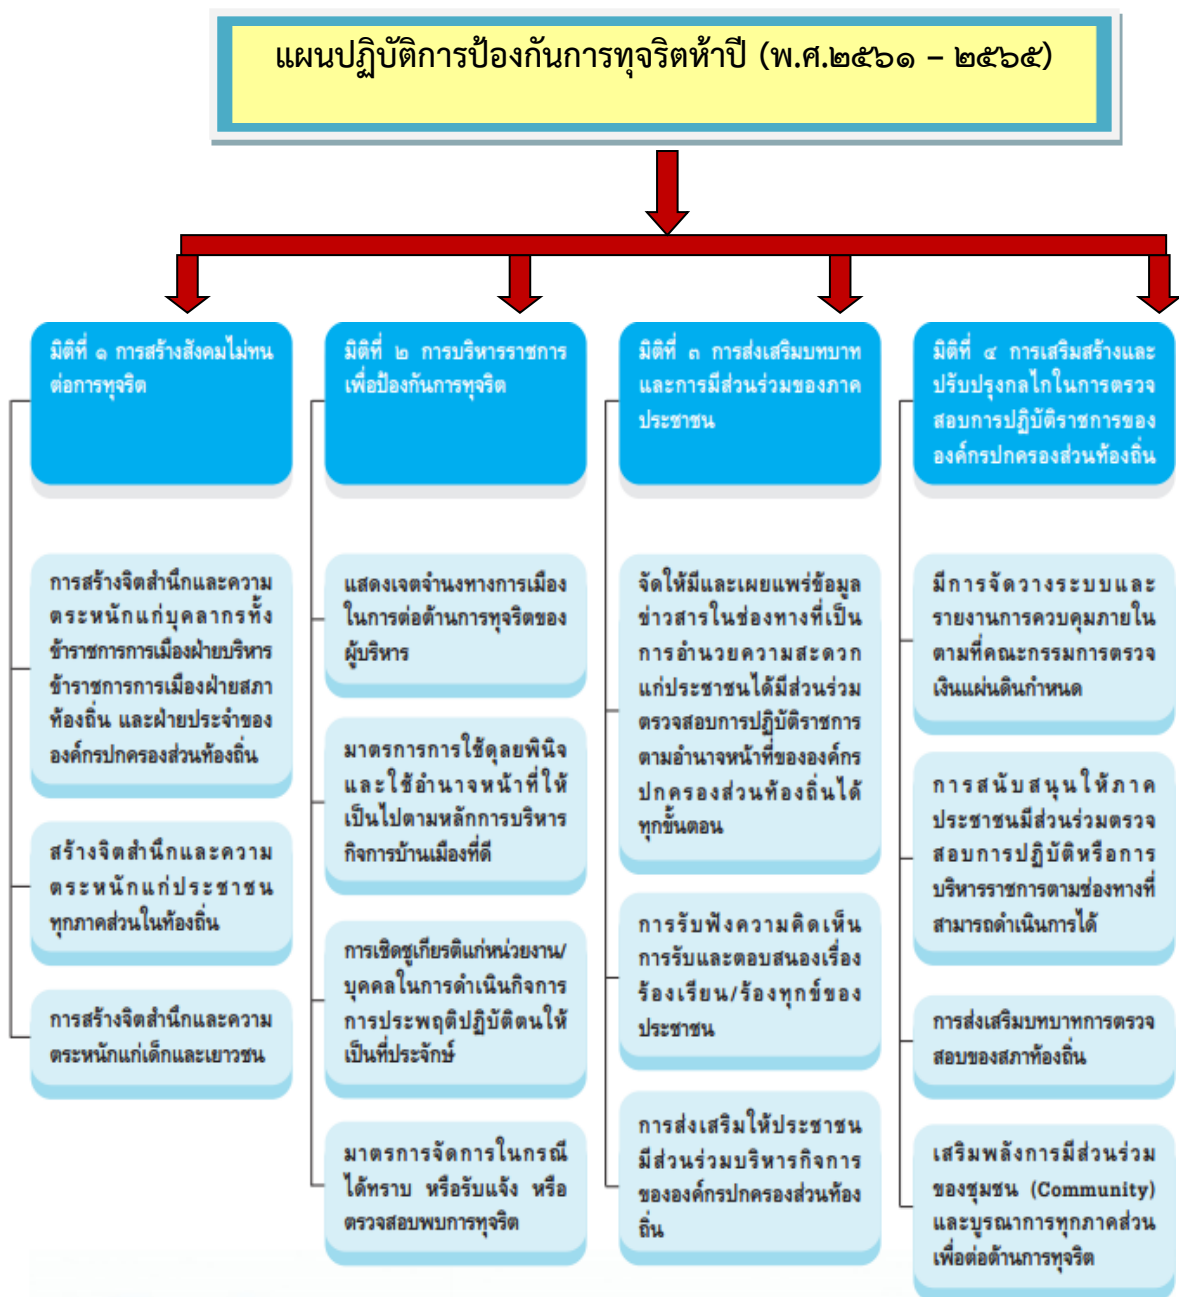 แผนปฏิบัติการป้องกันการทุจริตห้าปี (พ.ศ.๒๕๖๑ – ๒๕๖๕)
มิติที่ ๑ การสร้างสังคมไม่ทน
ต่อการทุจริต
การสร้างจิตสำนึกและความ
ตระหนักแก่บุคลากรทั้ง
ข้าราชการการเมืองฝ่ายบริหาร
ข้าราชการการเมืองฝ่ายสภา
ท้องถิ่น และฝ่ายประจำของ
องค์กรปกครองส่วนท้องถิ่น
สร้างจิตสำนึกและความ
ตระหนักแก่ประชาชน
ทุกภาคส่วนในท้องถิ่น
การสร้างจิตสำนึกและความ
ตระหนักแก่เด็กและเยาวชน
มิติที่ ๒ การบริหารราชการ
เพื่อป้องกันการทุจริต
แสดงเจตจำนงทางการเมือง
ในการต่อต้านการทุจริตของ
ผู้บริหาร
มาตรการการใช้ดุลยพินิจ
และใช้อำนาจหน้าที่ให้
เป็นไปตามหลักการบริหาร
กิจการบ้านเมืองที่ดี
การเชิดชูเกียรติแก่หน่วยงาน/
บุคคลในการดำเนินกิจการ
การประพฤติปฏิบัติตนให้
เป็นที่ประจักษ์
มาตรการจัดการในกรณี
ได้ทราบ หรือรับแจ้ง หรือ
ตรวจสอบพบการทุจริต
มิติที่ ๓ การส่งเสริมบทบาท
และการมีส่วนร่วมของภาค
ประชาชน
จัดให้มีและเผยแพร่ข้อมูล
ข่าวสารในช่องทางที่เป็น
การอำนวยความสะดวก
แก่ประชาชนได้มีส่วนร่วม
ตรวจสอบการปฏิบัติราชการ
ตามอำนาจหน้าที่ขององค์กร
ปกครองส่วนท้องถิ่นได้
ทุกขั้นตอน
การรับฟังความคิดเห็น
การรับและตอบสนองเรื่อง
ร้องเรียน/ร้องทุกข์ของ
ประชาชน
การส่งเสริมให้ประชาชน
มีส่วนร่วมบริหารกิจการ
ขององค์กรปกครองส่วนท้อง
ถิ่น
มิติที่ ๔ การเสริมสร้างและ
ปรับปรุงกลไกในการตรวจ
สอบการปฏิบัติราชการของ
องค์กรปกครองส่วนท้องถิ่น
มีการจัดวางระบบและ
รายงานการควบคุมภายใน
ตามที่คณะกรรมการตรวจ
เงินแผ่นดินกำหนด
การสนับสนุนให้ภาค
ประชาชนมีส่วนร่วมตรวจ
สอบการปฏิบัติหรือการ
บริหารราชการตามช่องทางที่
สามารถดำเนินการได้
การส่งเสริมบทบาทการตรวจ
สอบของสภาท้องถิ่น
เสริมพลังการมีส่วนร่วม
ของชุมชน (Community)
และบูรณาการทุกภาคส่วน
เพื่อต่อต้านการทุจริต